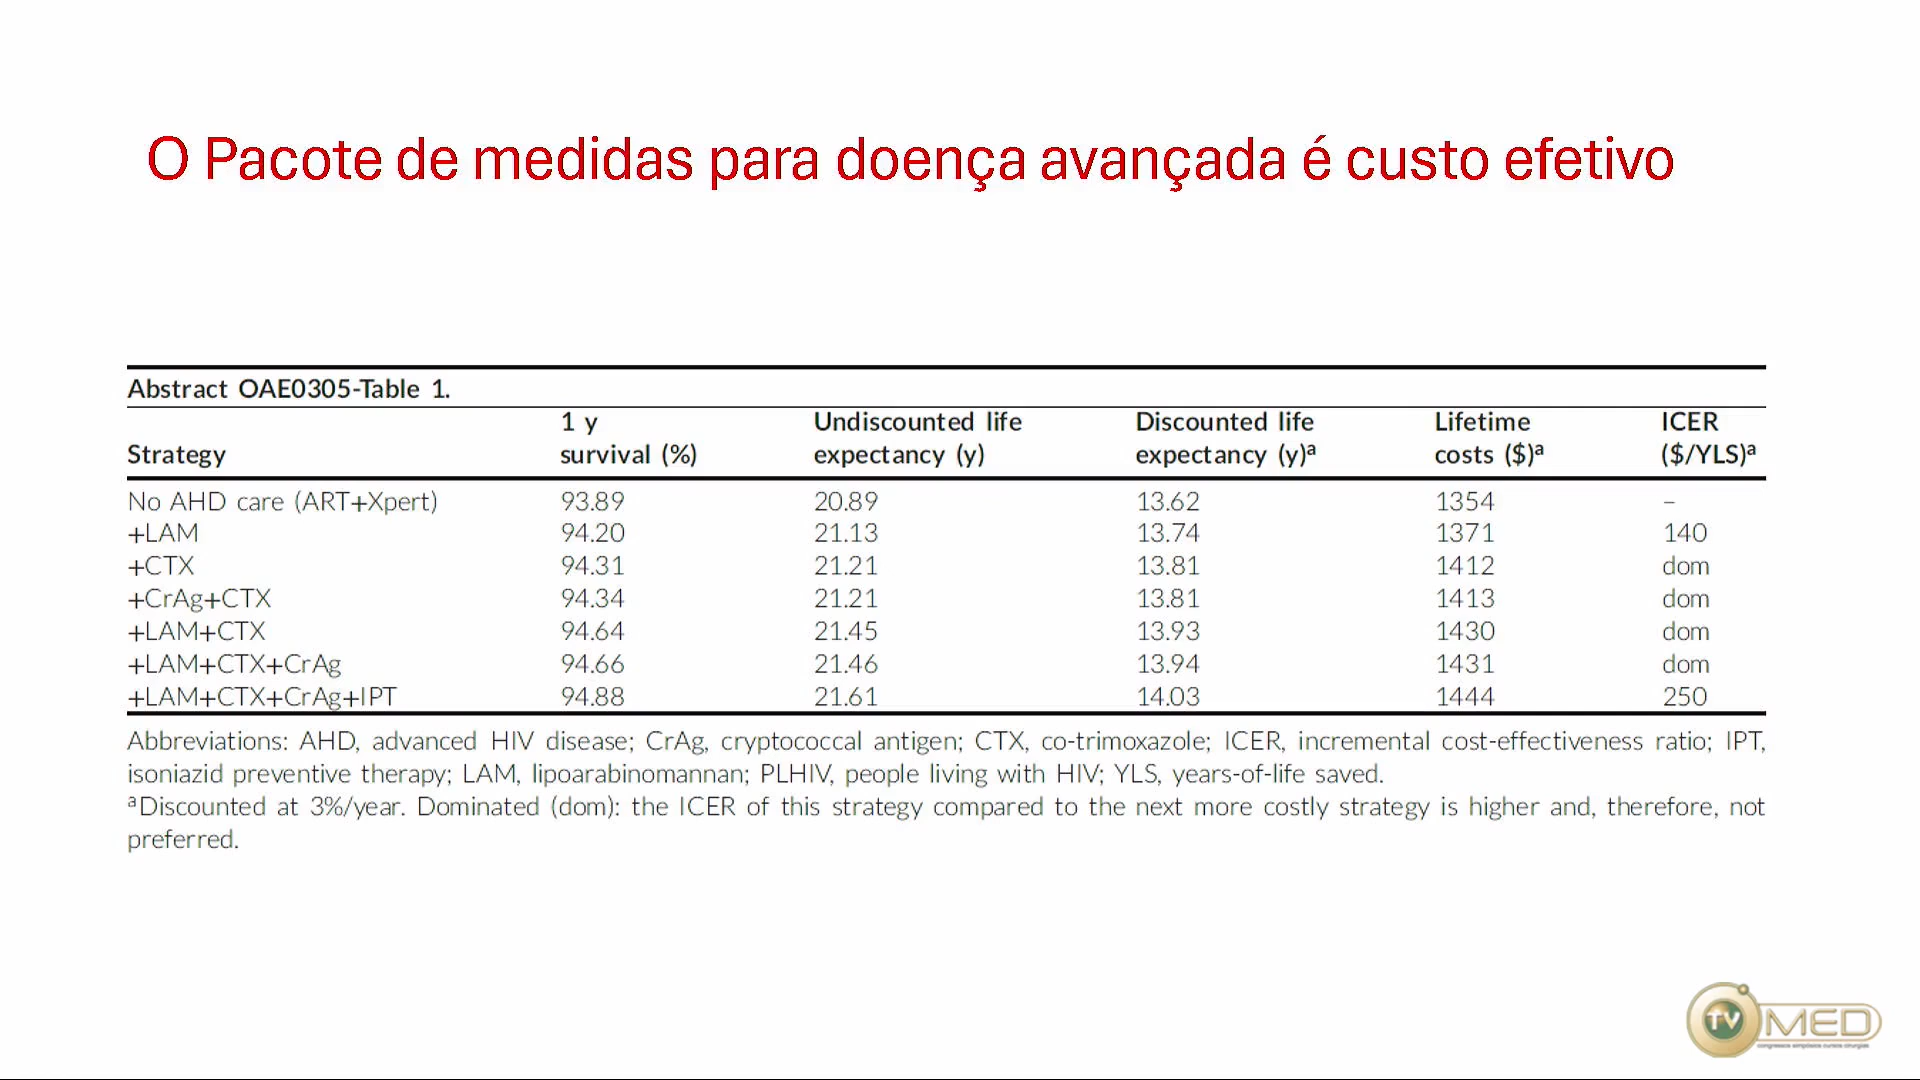 O Pacote de medidas para doença avançada é custo efetivo
Abstract OAE0305-Table 1.
Strategy 1 y survival (%) Undiscounted life expectancy (y) Discounted life expectancy (y)ª Lifetime costs ($)ª ICER ($/YLS)ª
No AHD care (ART+Xpert) 93.89 20.89 13.62 1354 –
+LAM 94.20 21.13 13.74 1371 140
+CTX 94.31 21.21 13.81 1412 dom
+CrAg+CTX 94.34 21.21 13.81 1413 dom
+LAM+CTX 94.64 21.45 13.93 1430 dom
+LAM+CTX+CrAg 94.66 21.46 13.94 1431 dom
+LAM+CTX+CrAg+IPT 94.88 21.61 14.03 1444 250
Abbreviations: AHD, advanced HIV disease; CrAg, cryptococcal antigen; CTX, co-trimoxazole; ICER, incremental cost-effectiveness ratio; IPT,
isoniazid preventive therapy; LAM, lipoarabinomannan; PLHIV, people living with HIV; YLS, years-of-life saved.
ªDiscounted at 3%/year. Dominated (dom): the ICER of this strategy compared to the next more costly strategy is higher and, therefore, not
preferred.
TV MED